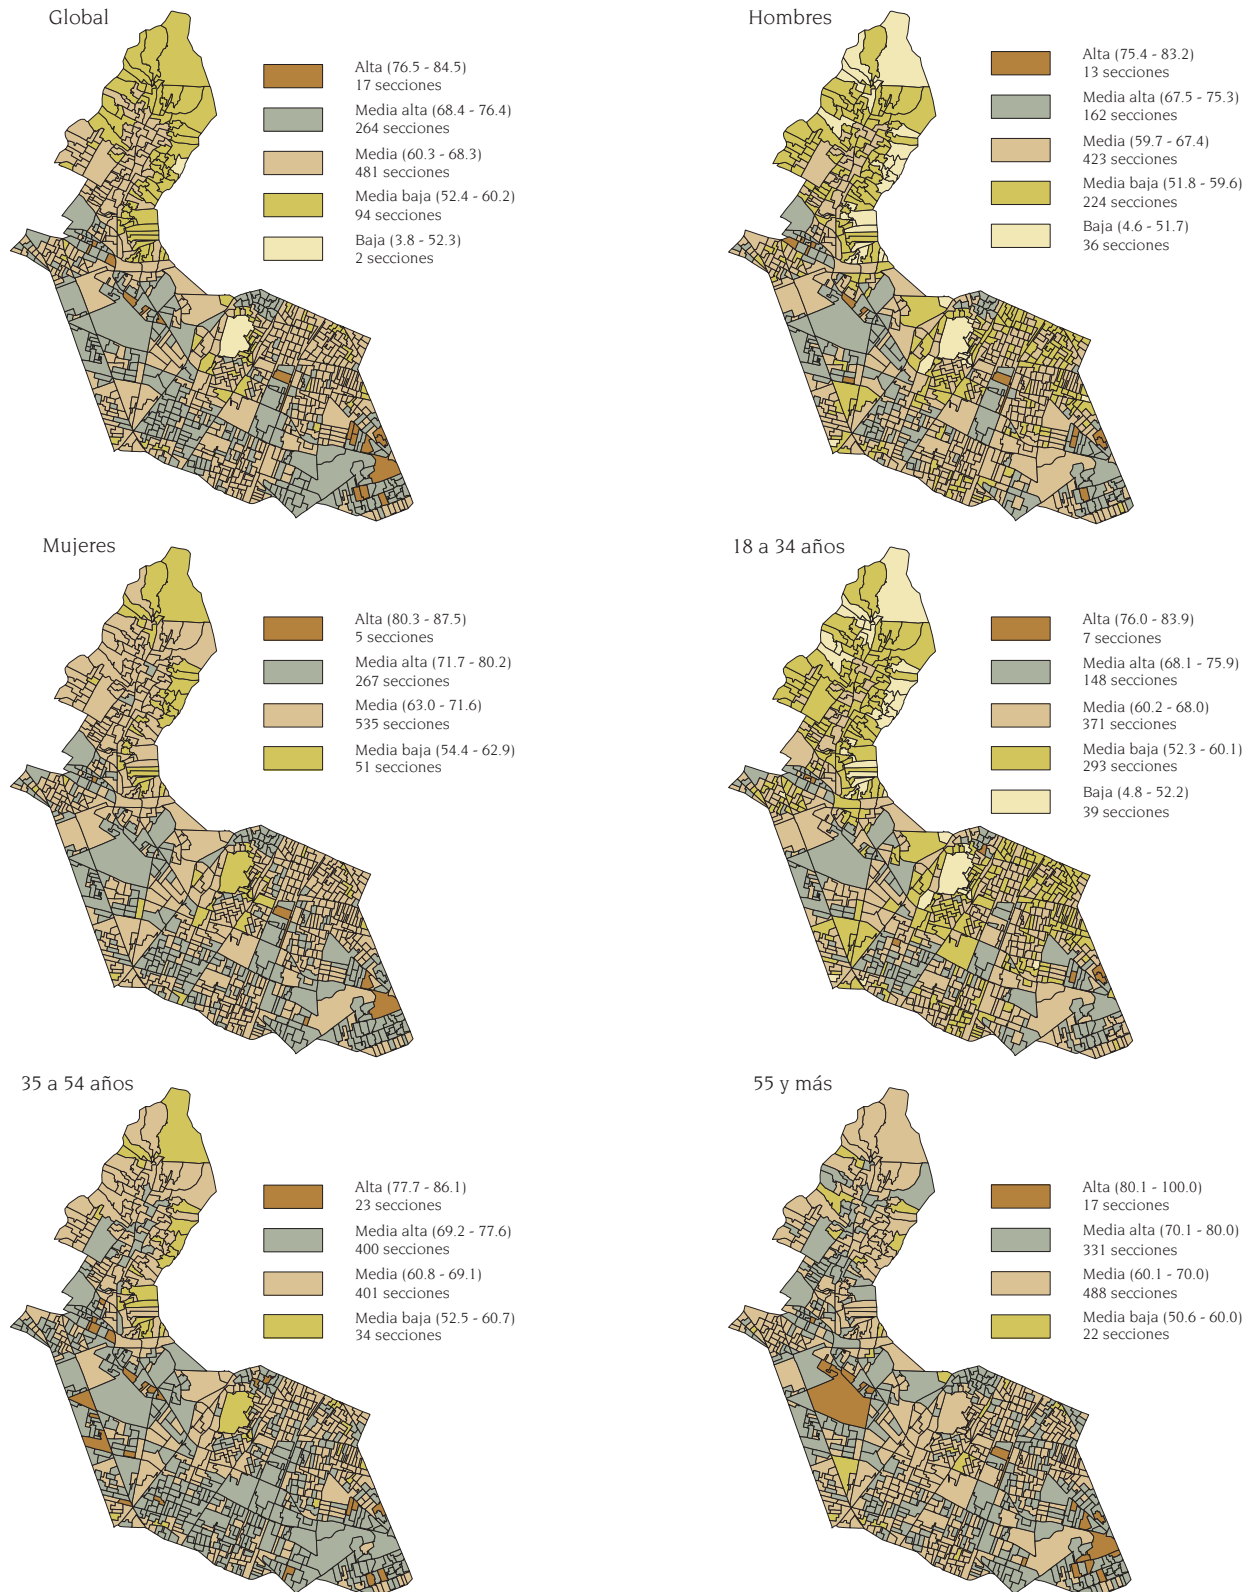 Global
Alta (76.5 - 84.5)
17 secciones
Media alta (68.4 - 76.4)
264 secciones
Media (60.3 - 68.3)
481 secciones
Media baja (52.4 - 60.2)
94 secciones
Baja (3.8 - 52.3)
2 secciones
Hombres
Alta (75.4 - 83.2)
13 secciones
Media alta (67.5 - 75.3)
162 secciones
Media (59.7 - 67.4)
423 secciones
Media baja (51.8 - 59.6)
224 secciones
Baja (4.6 - 51.7)
36 secciones
Mujeres
Alta (80.3 - 87.5)
5 secciones
Media alta (71.7 - 80.2)
267 secciones
Media (63.0 - 71.6)
535 secciones
Media baja (54.4 - 62.9)
51 secciones
18 a 34 años
Alta (76.0 - 83.9)
7 secciones
Media alta (68.1 - 75.9)
148 secciones
Media (60.2 - 68.0)
371 secciones
Media baja (52.3 - 60.1)
293 secciones
Baja (4.8 - 52.2)
39 secciones
35 a 54 años
Alta (77.7 - 86.1)
23 secciones
Media alta (69.2 - 77.6)
400 secciones
Media (60.8 - 69.1)
401 secciones
Media baja (52.5 - 60.7)
34 secciones
55 y más
Alta (80.1 - 100.0)
17 secciones
Media alta (70.1 - 80.0)
331 secciones
Media (60.1 - 70.0)
488 secciones
Media baja (50.6 - 60.0)
22 secciones